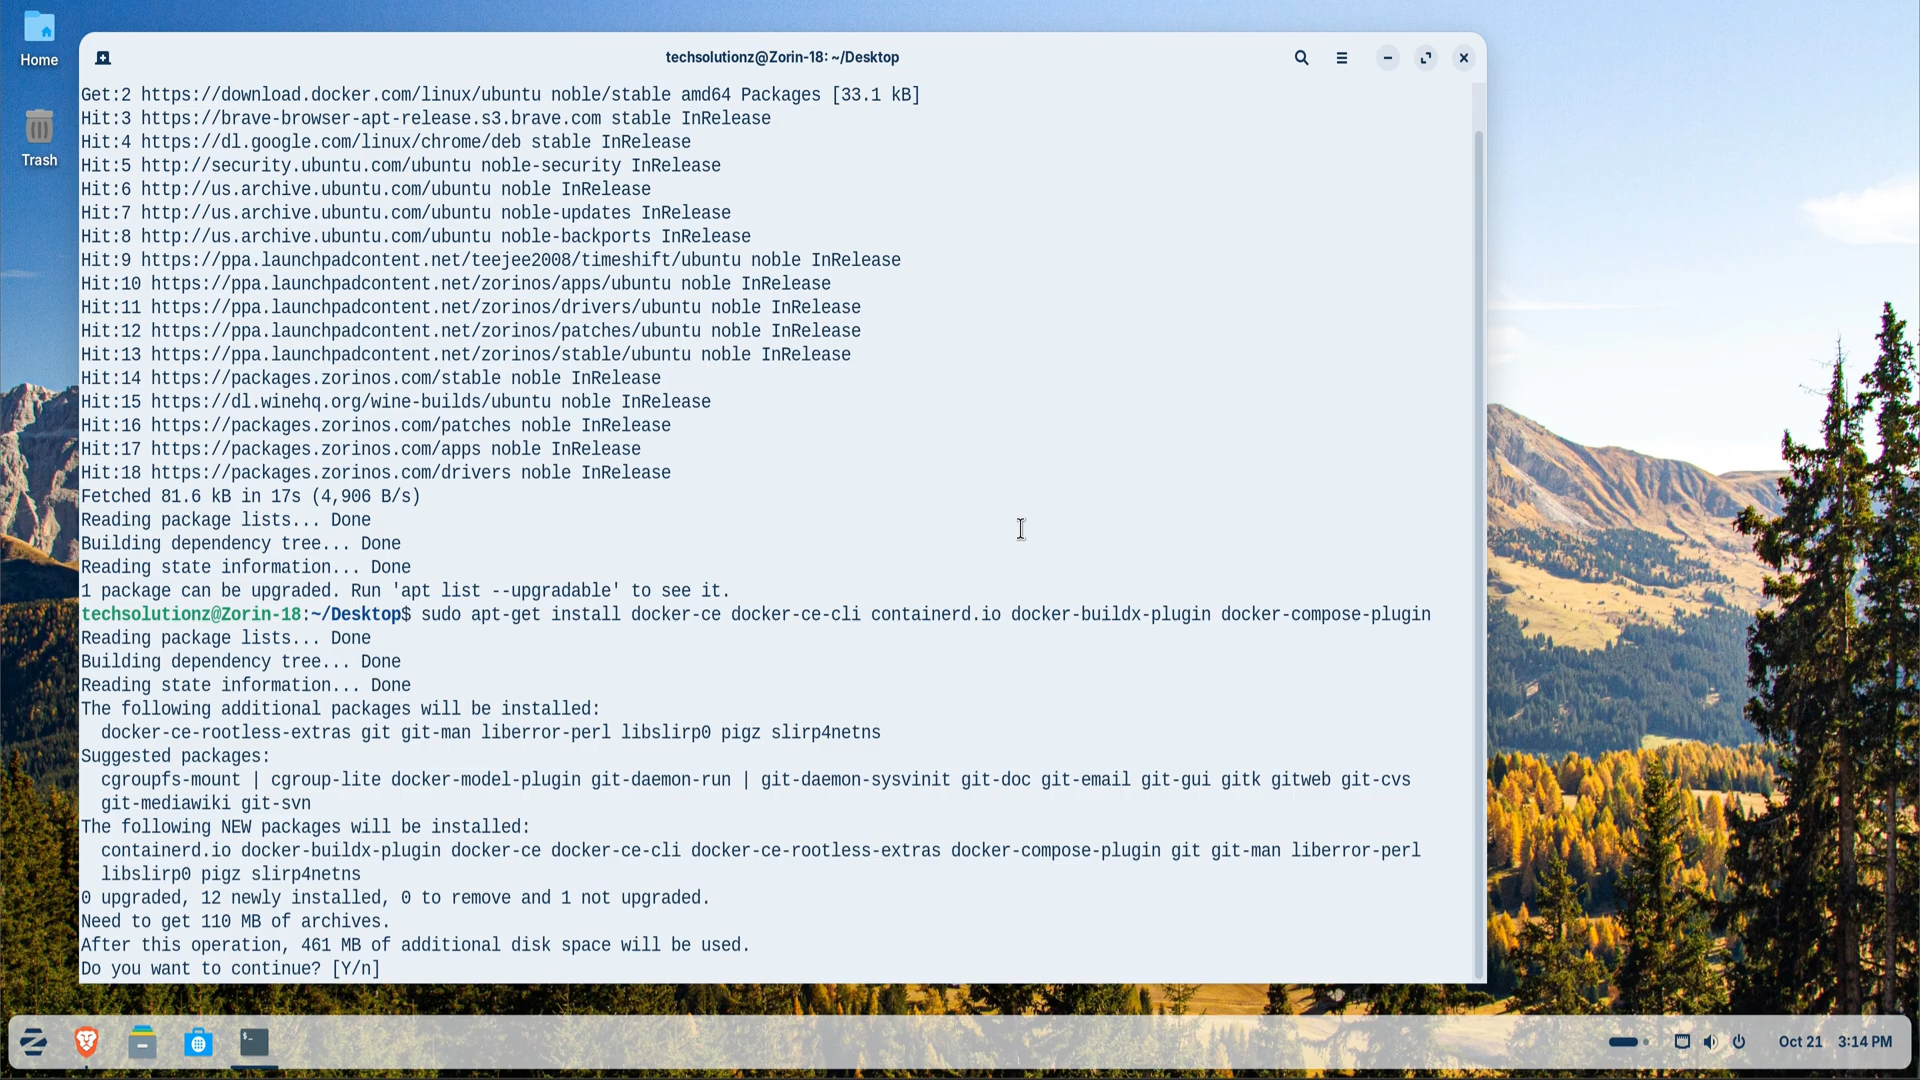 Home
Trash
techsolutionz@Zorin-18: ~/Desktop
Get:2 https://download.docker.com/linux/ubuntu noble/stable amd64 Packages [33.1 kB]
Hit:3 https://brave-browser-apt-release.s3.brave.com stable InRelease
Hit:4 https://dl.google.com/linux/chrome/deb stable InRelease
Hit:5 http://security.ubuntu.com/ubuntu noble-security InRelease
Hit:6 http://us.archive.ubuntu.com/ubuntu noble InRelease
Hit:7 http://us.archive.ubuntu.com/ubuntu noble-updates InRelease
Hit:8 http://us.archive.ubuntu.com/ubuntu noble-backports InRelease
Hit:9 https://ppa.launchpadcontent.net/teejee2008/timeshift/ubuntu noble InRelease
Hit:10 https://ppa.launchpadcontent.net/zorinos/apps/ubuntu noble InRelease
Hit:11 https://ppa.launchpadcontent.net/zorinos/drivers/ubuntu noble InRelease
Hit:12 https://ppa.launchpadcontent.net/zorinos/patches/ubuntu noble InRelease
Hit:13 https://ppa.launchpadcontent.net/zorinos/stable/ubuntu noble InRelease
Hit:14 https://packages.zorinos.com/stable noble InRelease
Hit:15 https://dl.winehq.org/wine-builds/ubuntu noble InRelease
Hit:16 https://packages.zorinos.com/patches noble InRelease
Hit:17 https://packages.zorinos.com/apps noble InRelease
Hit:18 https://packages.zorinos.com/drivers noble InRelease
Fetched 81.6 kB in 17s (4,906 B/s)
Reading package lists... Done
Building dependency tree... Done
Reading state information... Done
1 package can be upgraded. Run 'apt list --upgradable' to see it.
techsolutionz@Zorin-18:~/Desktop$ sudo apt-get install docker-ce docker-ce-cli containerd.io docker-buildx-plugin docker-compose-plugin
Reading package lists... Done
Building dependency tree... Done
Reading state information... Done
The following additional packages will be installed:
  docker-ce-rootless-extras git git-man liberror-perl libslirp0 pigz slirp4netns
Suggested packages:
  cgroupfs-mount | cgroup-lite docker-model-plugin git-daemon-run | git-daemon-sysvinit git-doc git-email git-gui gitk gitweb git-cvs
  git-mediawiki git-svn
The following NEW packages will be installed:
  containerd.io docker-buildx-plugin docker-ce docker-ce-cli docker-ce-rootless-extras docker-compose-plugin git git-man liberror-perl
  libslirp0 pigz slirp4netns
0 upgraded, 12 newly installed, 0 to remove and 1 not upgraded.
Need to get 110 MB of archives.
After this operation, 461 MB of additional disk space will be used.
Do you want to continue? [Y/n]
Oct 21 3:14 PM